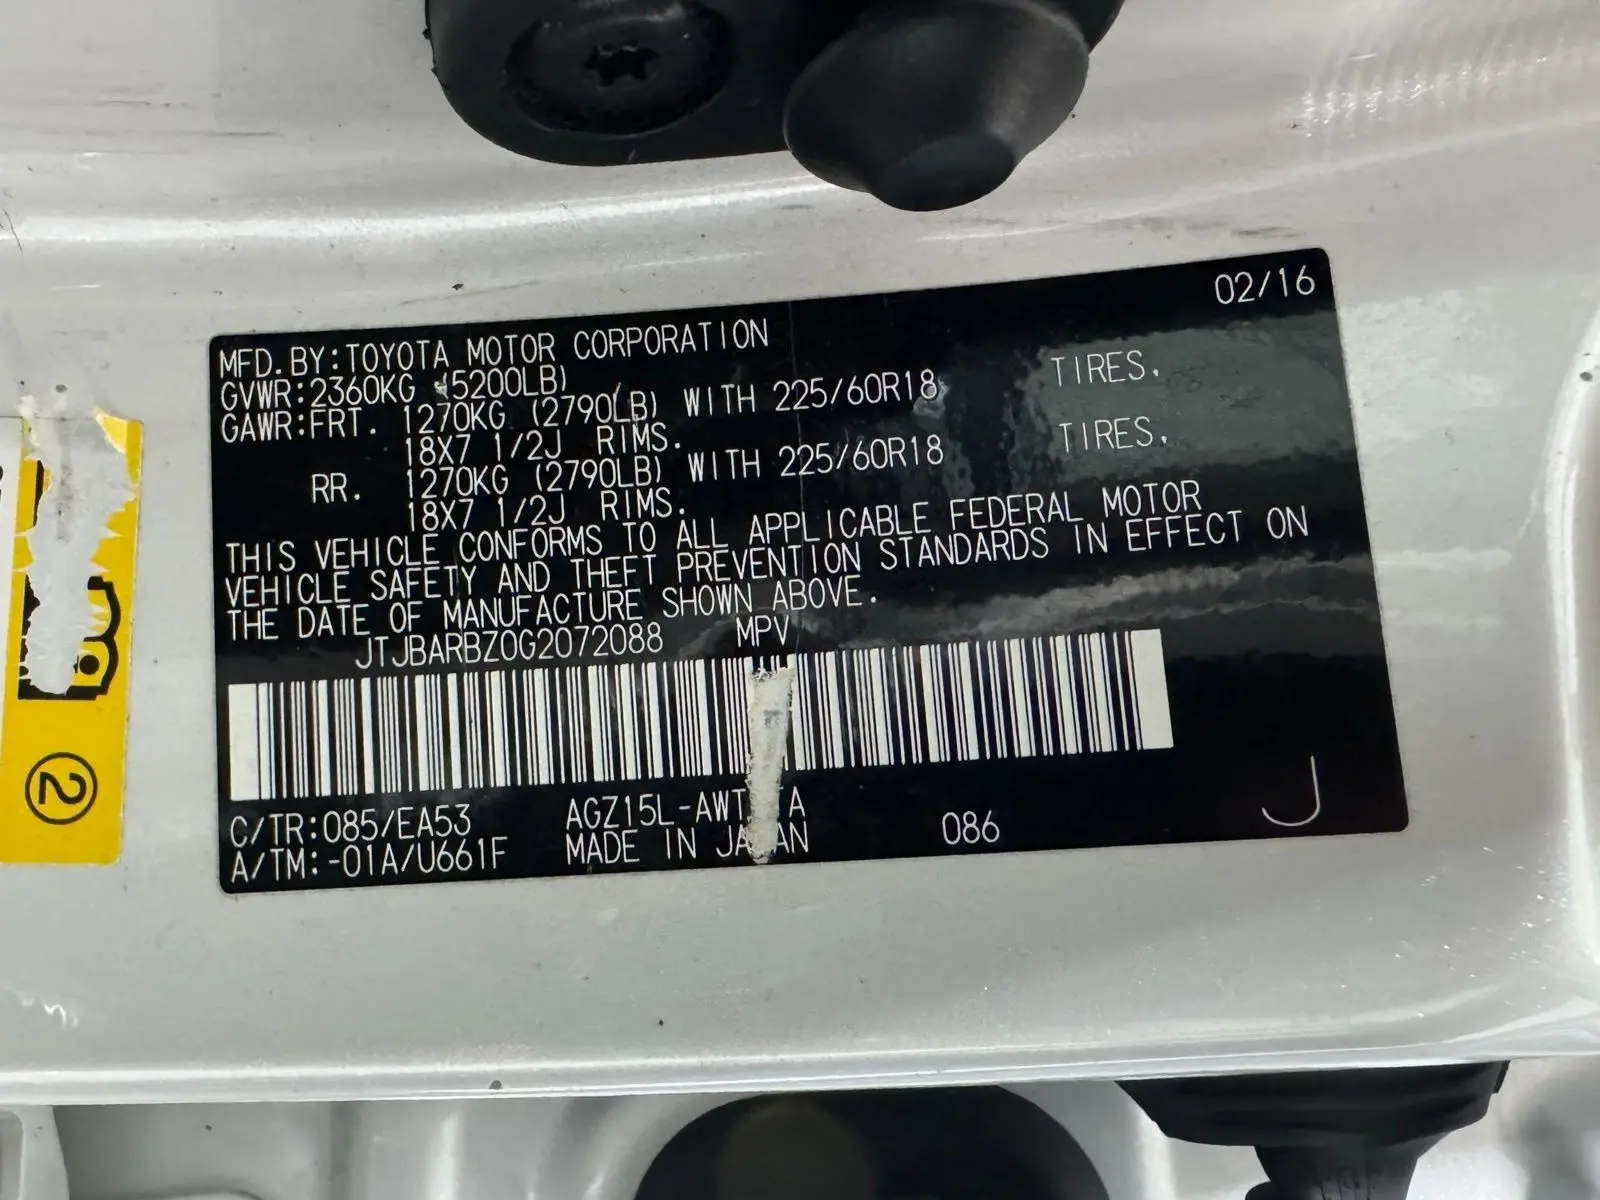 02/16
MFD.BY:TOYOTA MOTOR CORPORATION
GVWR:2360KG (5200LB)
GAWR:FRT. 1270KG (2790LB) WITH 225/60R18 TIRES.
18X7 1/2J RIMS.
RR. 1270KG (2790LB) WITH 225/60R18 TIRES.
18X7 1/2J RIMS.
THIS VEHICLE CONFORMS TO ALL APPLICABLE FEDERAL MOTOR
VEHICLE SAFETY AND THEFT PREVENTION STANDARDS IN EFFECT ON
THE DATE OF MANUFACTURE SHOWN ABOVE.
JTJBARBZ0G2072088 MPV
C/TR:085/EA53 AGZ15L-
A/TM:-01A/U661F MADE IN 086
J
2